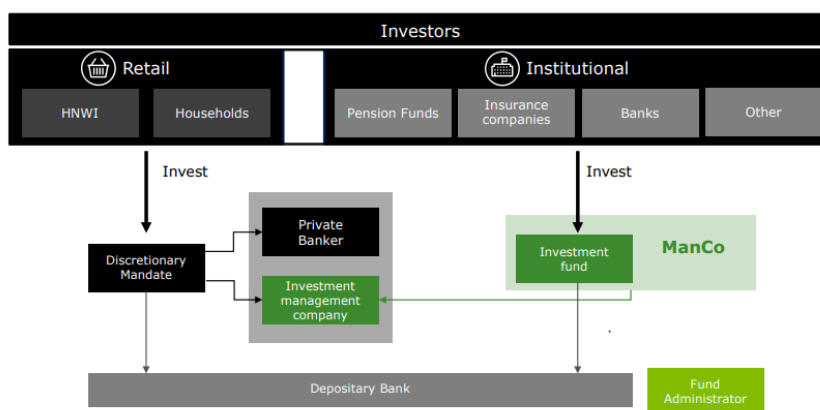 Investors
Retail
Institutional
HNWI
Households
Pension Funds
Insurance
companies
Banks
Other
Invest
Invest
Private
Banker
ManCo
Discretionary
Mandate
Investment
fund
Investment
management
company
Depositary Bank
Fund
Administrator